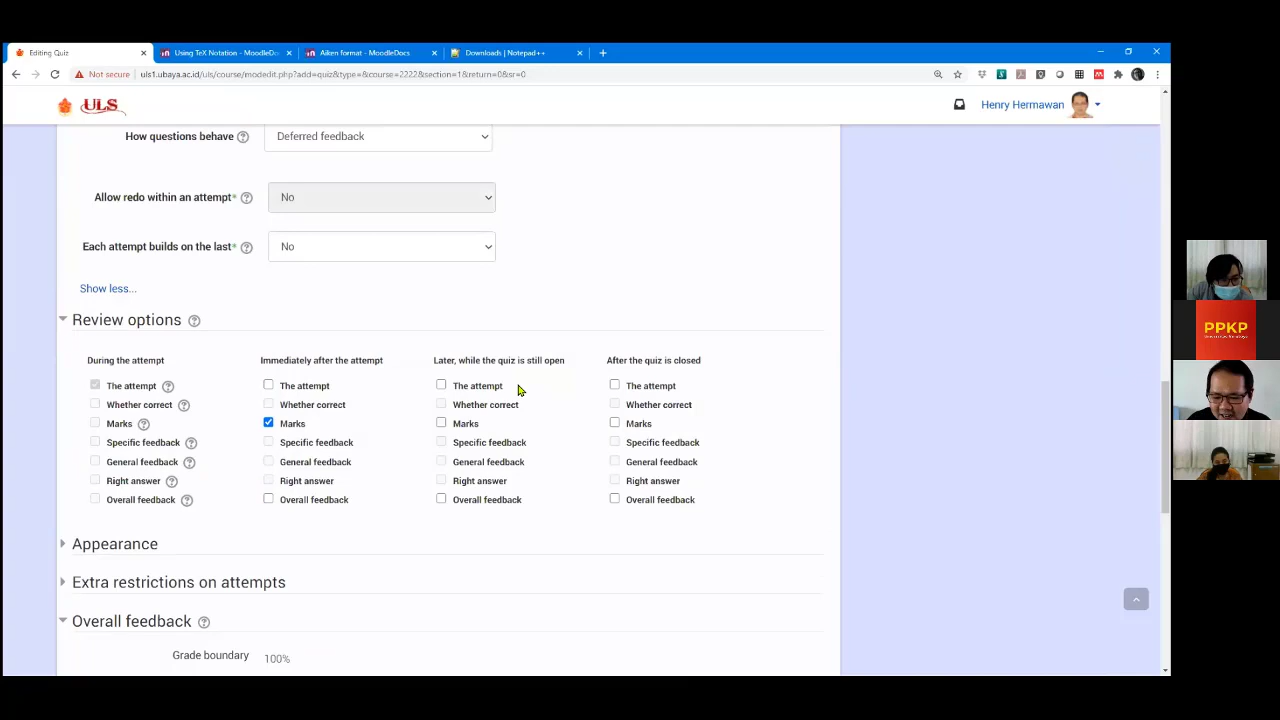 Editing Quiz
Using TeX Notation - MoodleDo
Aiken format - MoodleDocs
Downloads | Notepad++
Not secure
uls1.ubaya.ac.id/uls/course/modedit.php?add=quiz&type=&course=2222&section=1&return=0&sr=0
ULS
Henry Hermawan
How questions behave
Deferred feedback
Allow redo within an attempt*
No
Each attempt builds on the last*
No
Show less...
Review options
During the attempt
Immediately after the attempt
Later, while the quiz is still open
After the quiz is closed
The attempt
The attempt
The attempt
The attempt
Whether correct
Whether correct
Whether correct
Whether correct
Marks
Marks
Marks
Marks
Specific feedback
Specific feedback
Specific feedback
Specific feedback
General feedback
General feedback
General feedback
General feedback
Right answer
Right answer
Right answer
Right answer
Overall feedback
Overall feedback
Overall feedback
Overall feedback
Appearance
Extra restrictions on attempts
Overall feedback
Grade boundary
100%
PPKP